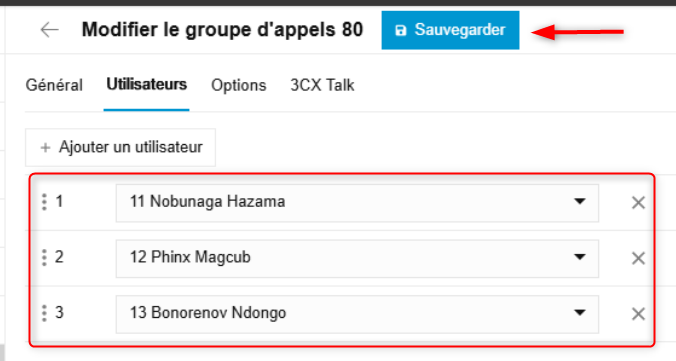 Modifier le groupe d'appels 80 Sauvegarder
Général Utilisateurs Options 3CX Talk
+ Ajouter un utilisateur
1 11 Nobunaga Hazama
2 12 Phinx Magcub
3 13 Bonorenov Ndongo